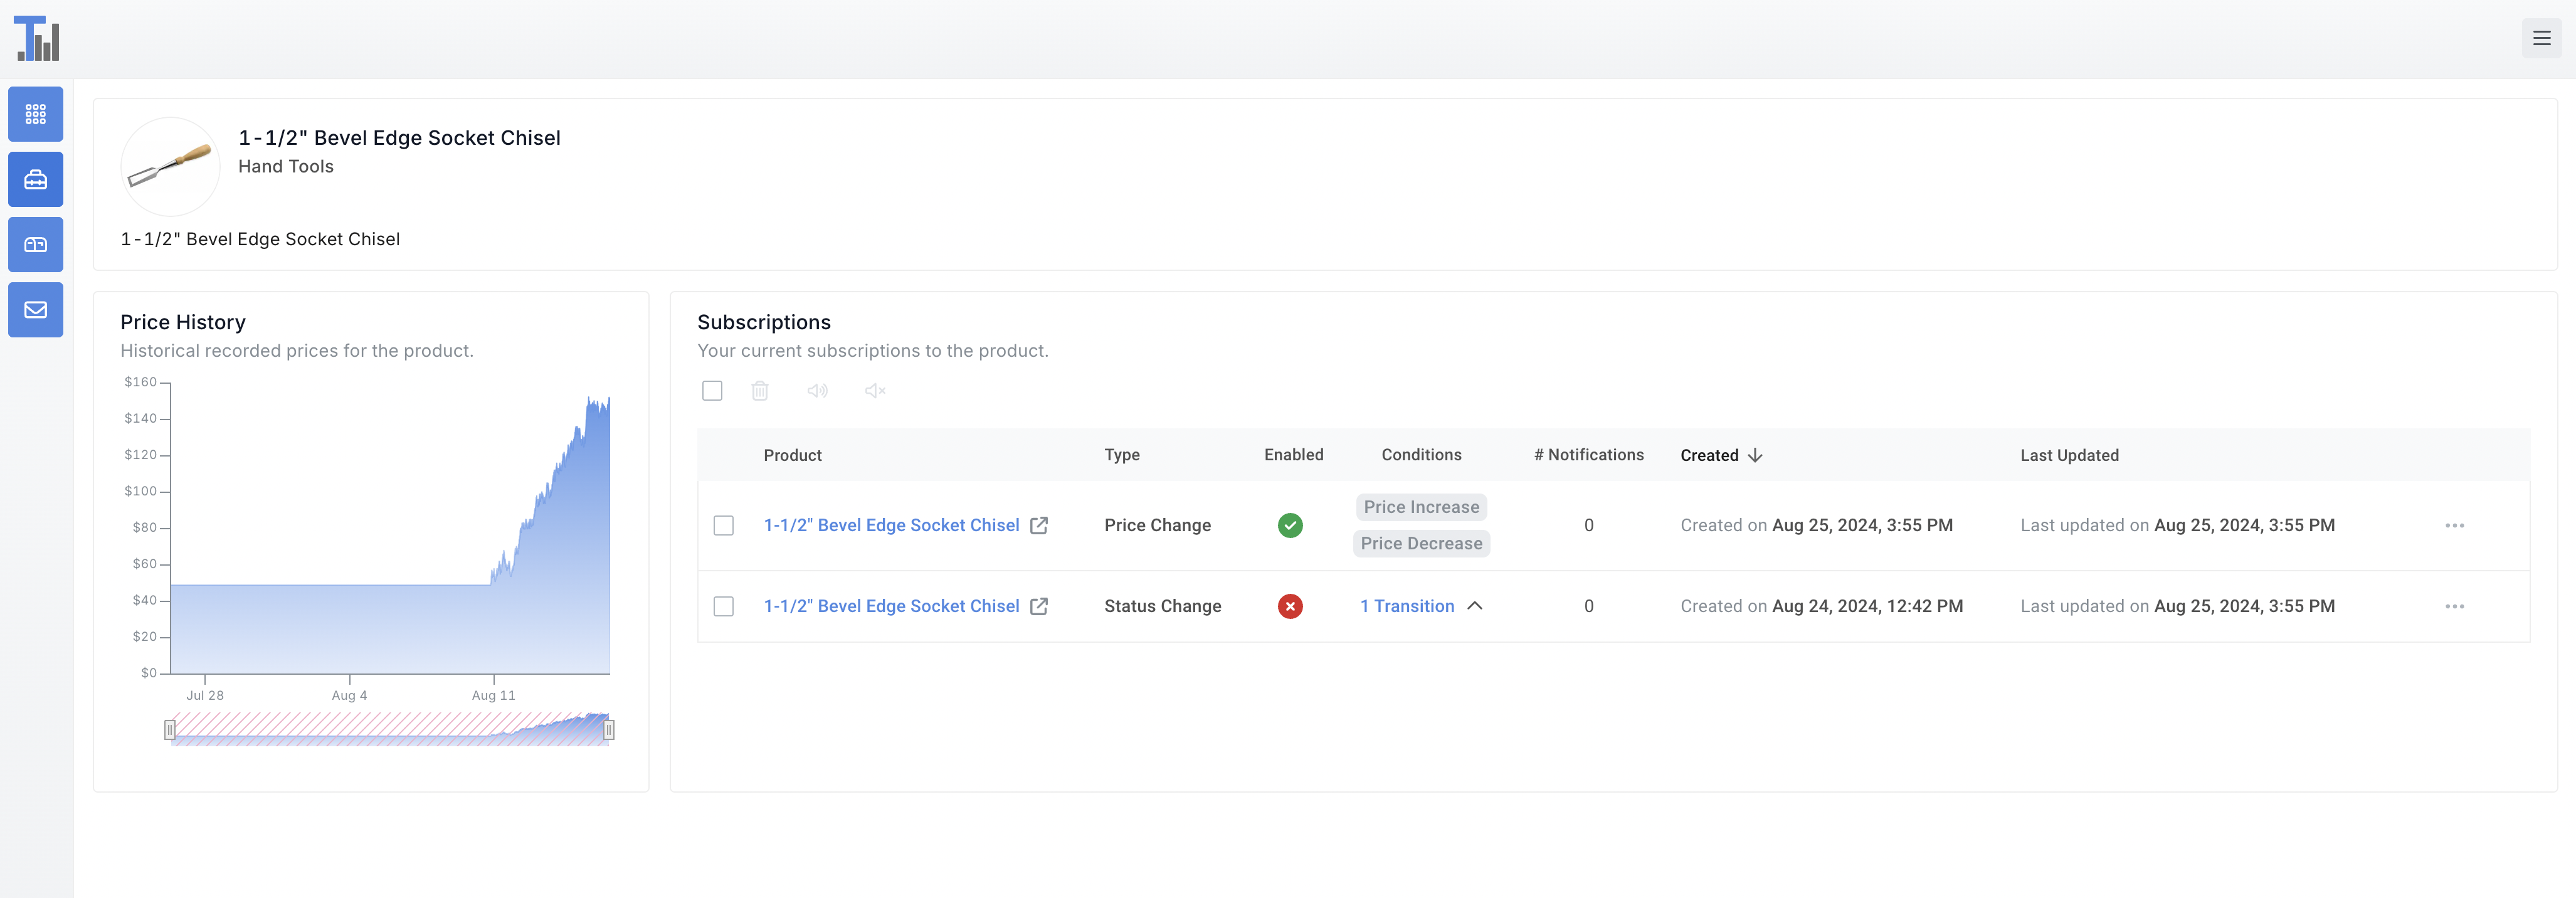 1-1/2" Bevel Edge Socket Chisel
Hand Tools
1-1/2" Bevel Edge Socket Chisel
Price History
Historical recorded prices for the product.
$160
$140
$120
$100
$80
$60
$40
$20
$0
Jul 28 Aug 4 Aug 11
Subscriptions
Your current subscriptions to the product.
Product Type Enabled Conditions # Notifications Created Last Updated
1-1/2" Bevel Edge Socket Chisel Price Change Price Increase Price Decrease 0 Created on Aug 25, 2024, 3:55 PM Last updated on Aug 25, 2024, 3:55 PM
1-1/2" Bevel Edge Socket Chisel Status Change 1 Transition 0 Created on Aug 24, 2024, 12:42 PM Last updated on Aug 25, 2024, 3:55 PM